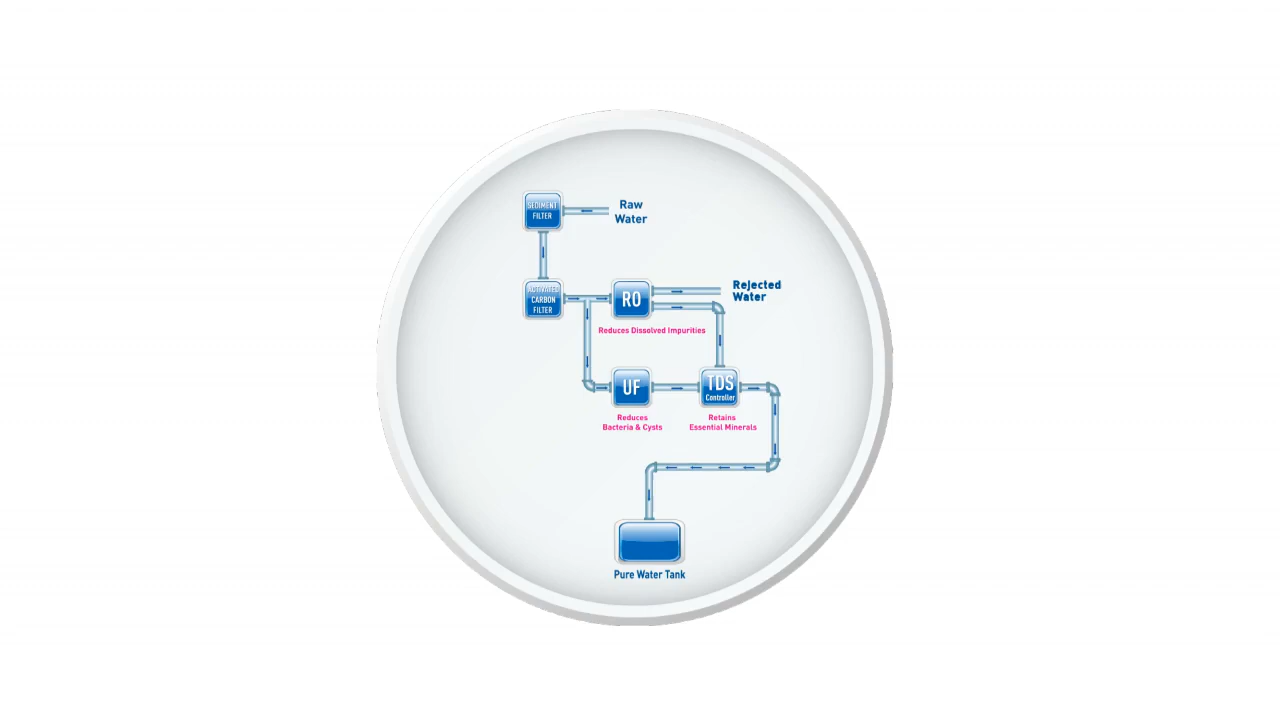 Raw
Water
SEDIMENT
FILTER
ACTIVATED
CARBON
FILTER
RO
Rejected
Water
Reduces Dissolved Impurities
UF
TDS
Controller
Reduces
Bacteria & Cysts
Retains
Essential Minerals
Pure Water Tank